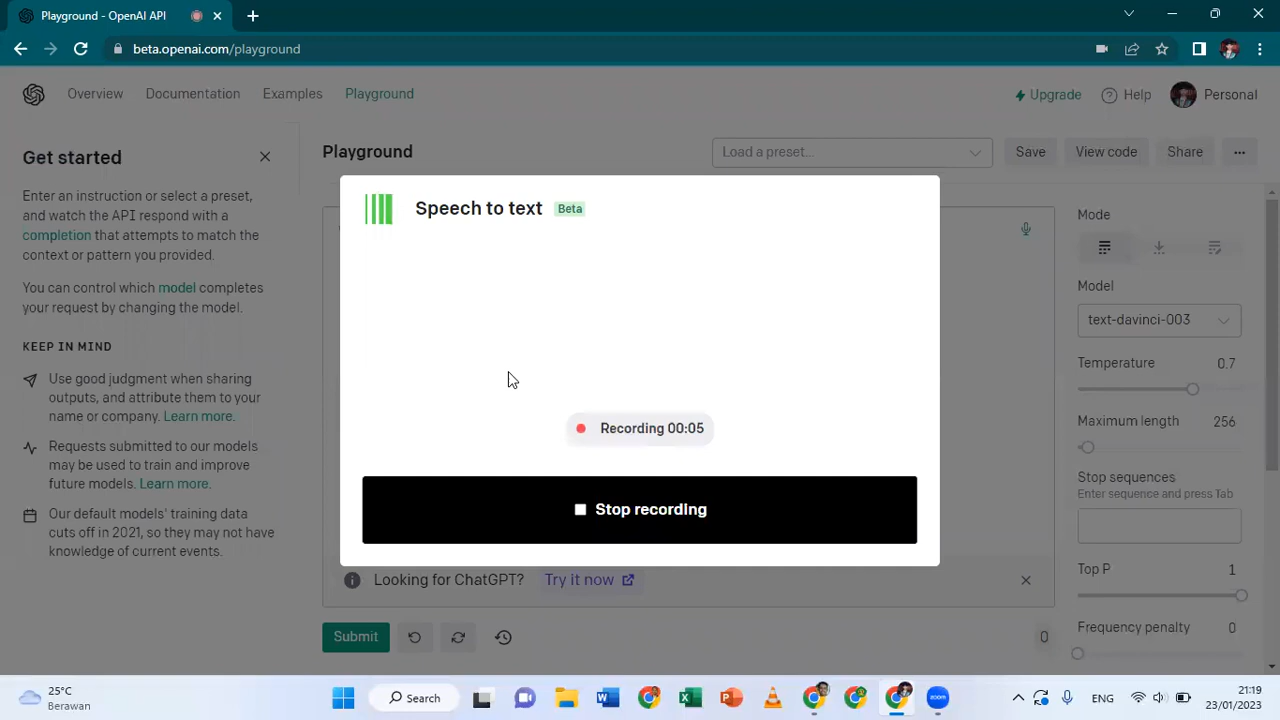 Playground - OpenAI API
beta.openai.com/playground
Overview
Documentation
Examples
Playground
Upgrade
Help
Personal
Get started
Enter an instruction or select a preset,
and watch the API respond with a
completion that attempts to match the
context or pattern you provided.
You can control which model completes
your request by changing the model.
KEEP IN MIND
Use good judgment when sharing
outputs, and attribute them to your
name or company. Learn more.
Requests submitted to our models
may be used to train and improve
future models. Learn more.
Our default models' training data
cuts off in 2021, so they may not have
knowledge of current events.
Playground
Load a preset...
Save
View code
Share
Speech to text Beta
Recording 00:05
Stop recording
Looking for ChatGPT? Try it now
Submit
0
Mode
Model
text-davinci-003
Temperature 0.7
Maximum length 256
Stop sequences
Enter sequence and press Tab
Top P 1
Frequency penalty 0
25°C
Berawan
Search
ENG
21:19
23/01/2023